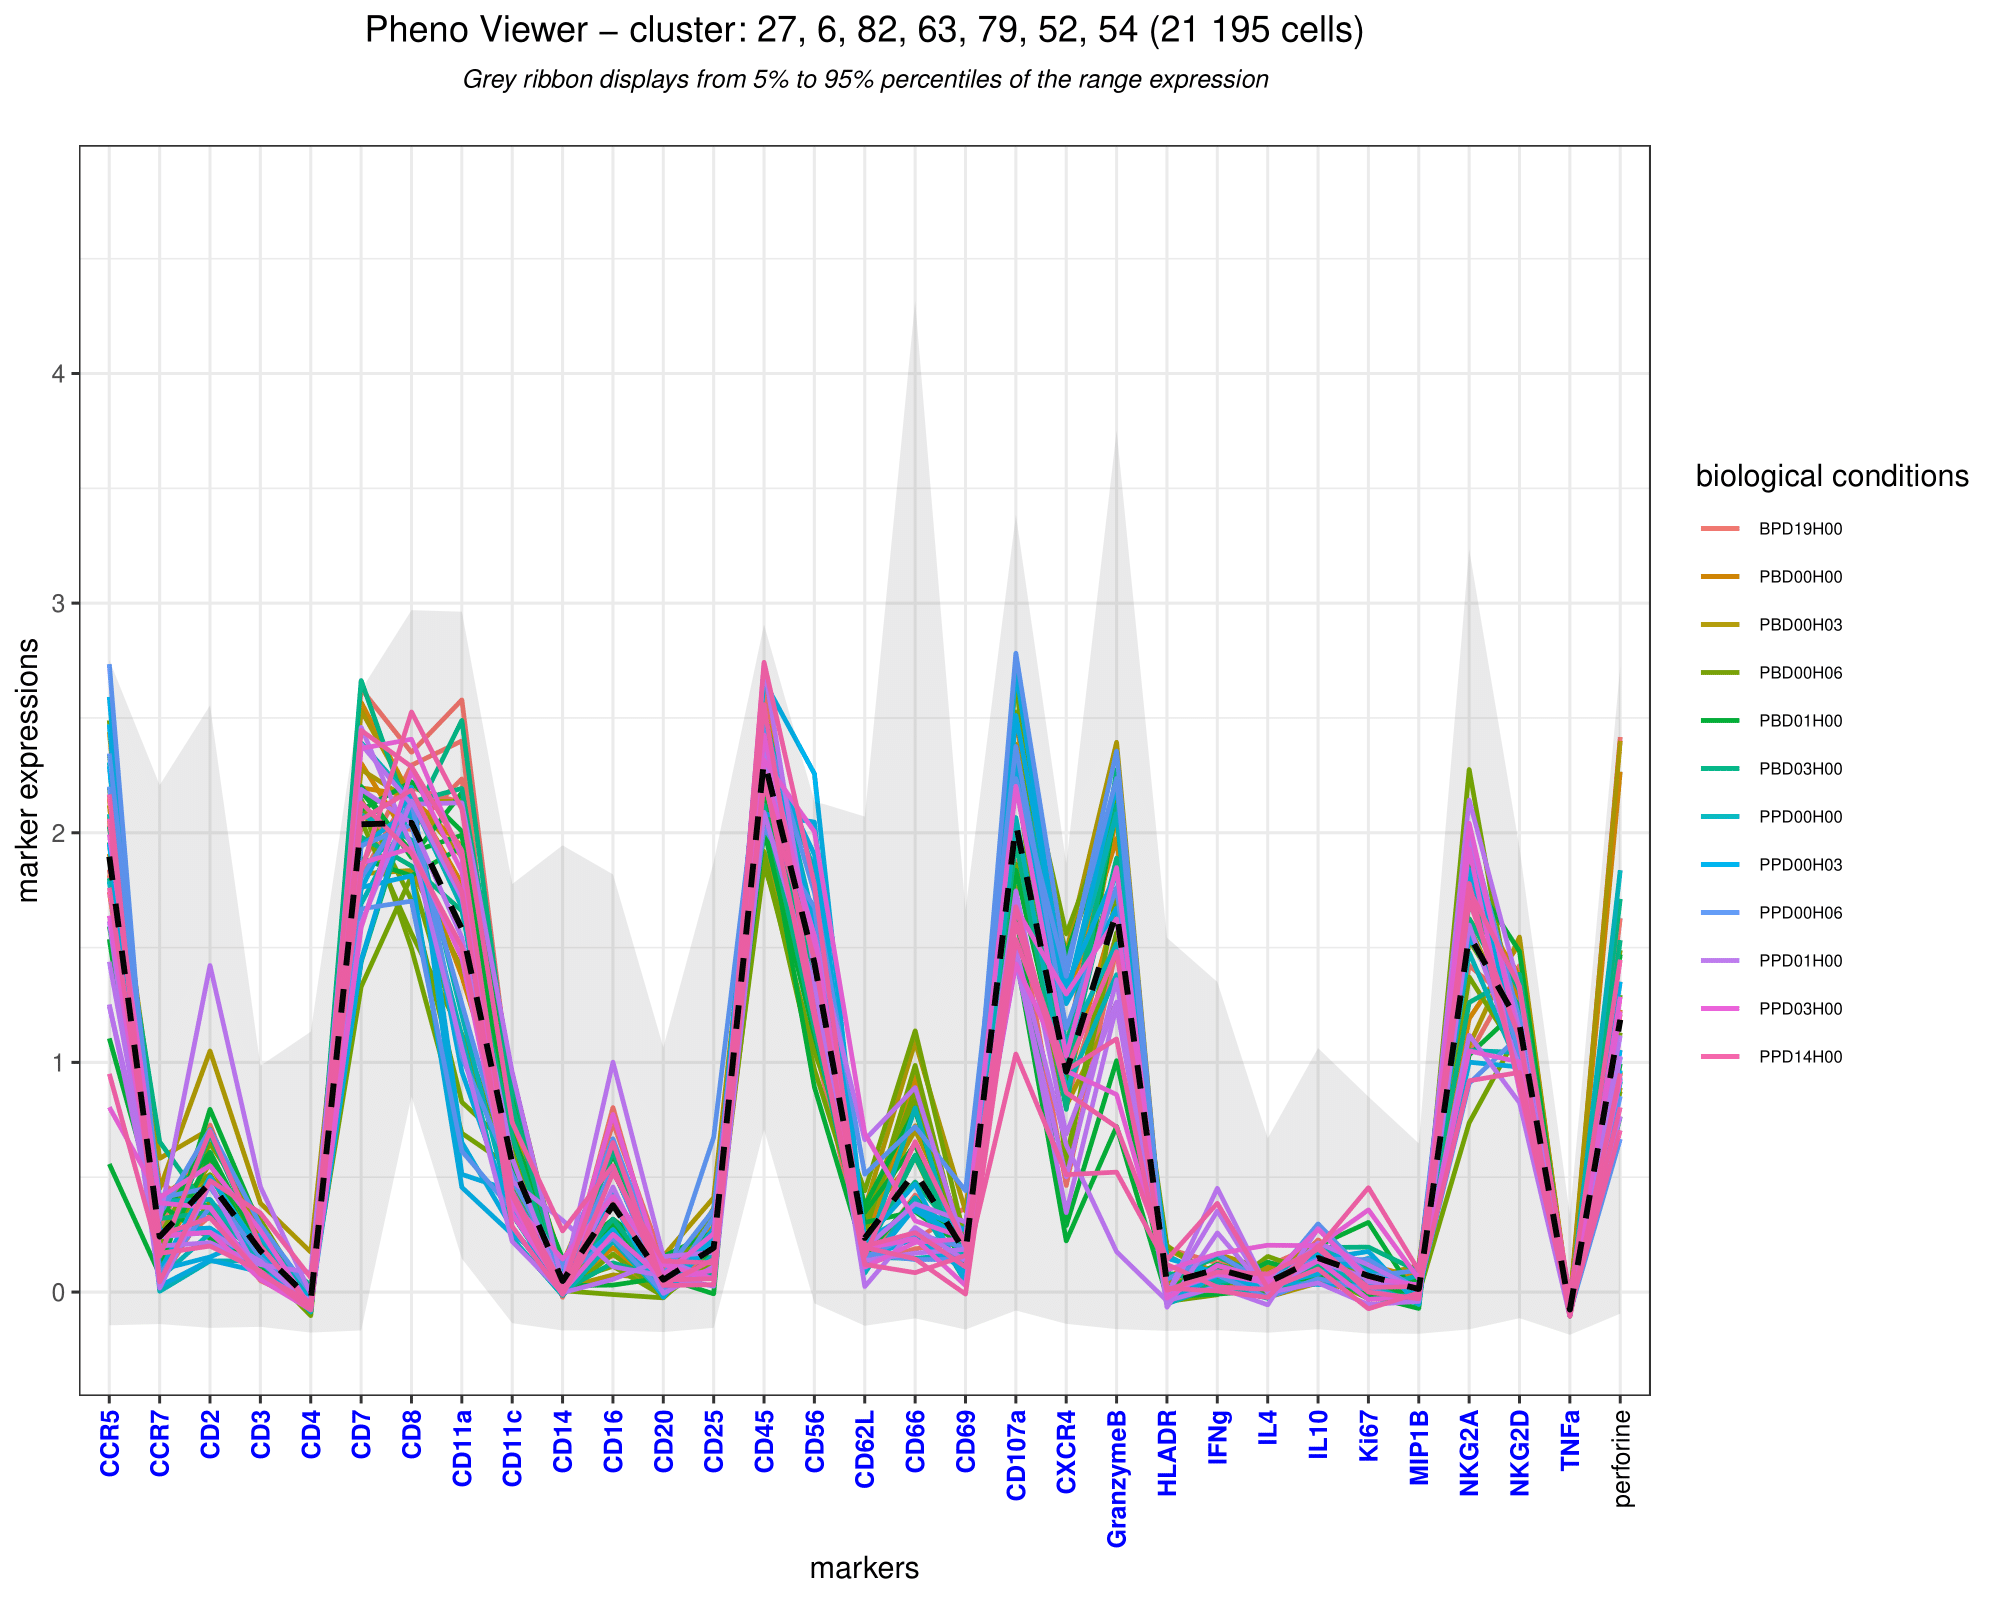 Pheno Viewer – cluster: 27, 6, 82, 63, 79, 52, 54 (21 195 cells)
Grey ribbon displays from 5% to 95% percentiles of the range expression
marker expressions
4
3
2
1
0
CCR5
CCR7
CD2
CD3
CD4
CD7
CD8
CD11a
CD11c
CD14
CD16
CD20
CD25
CD45
CD56
CD62L
CD66
CD69
CD107a
CXCR4
GranzymeB
HLADR
IFNg
IL4
IL10
Ki67
MIP1B
NKG2A
NKG2D
TNFa
perforine
markers
biological conditions
BPD19H00
PBD00H00
PBD00H03
PBD00H06
PBD01H00
PBD03H00
PPD00H00
PPD00H03
PPD00H06
PPD01H00
PPD03H00
PPD14H00